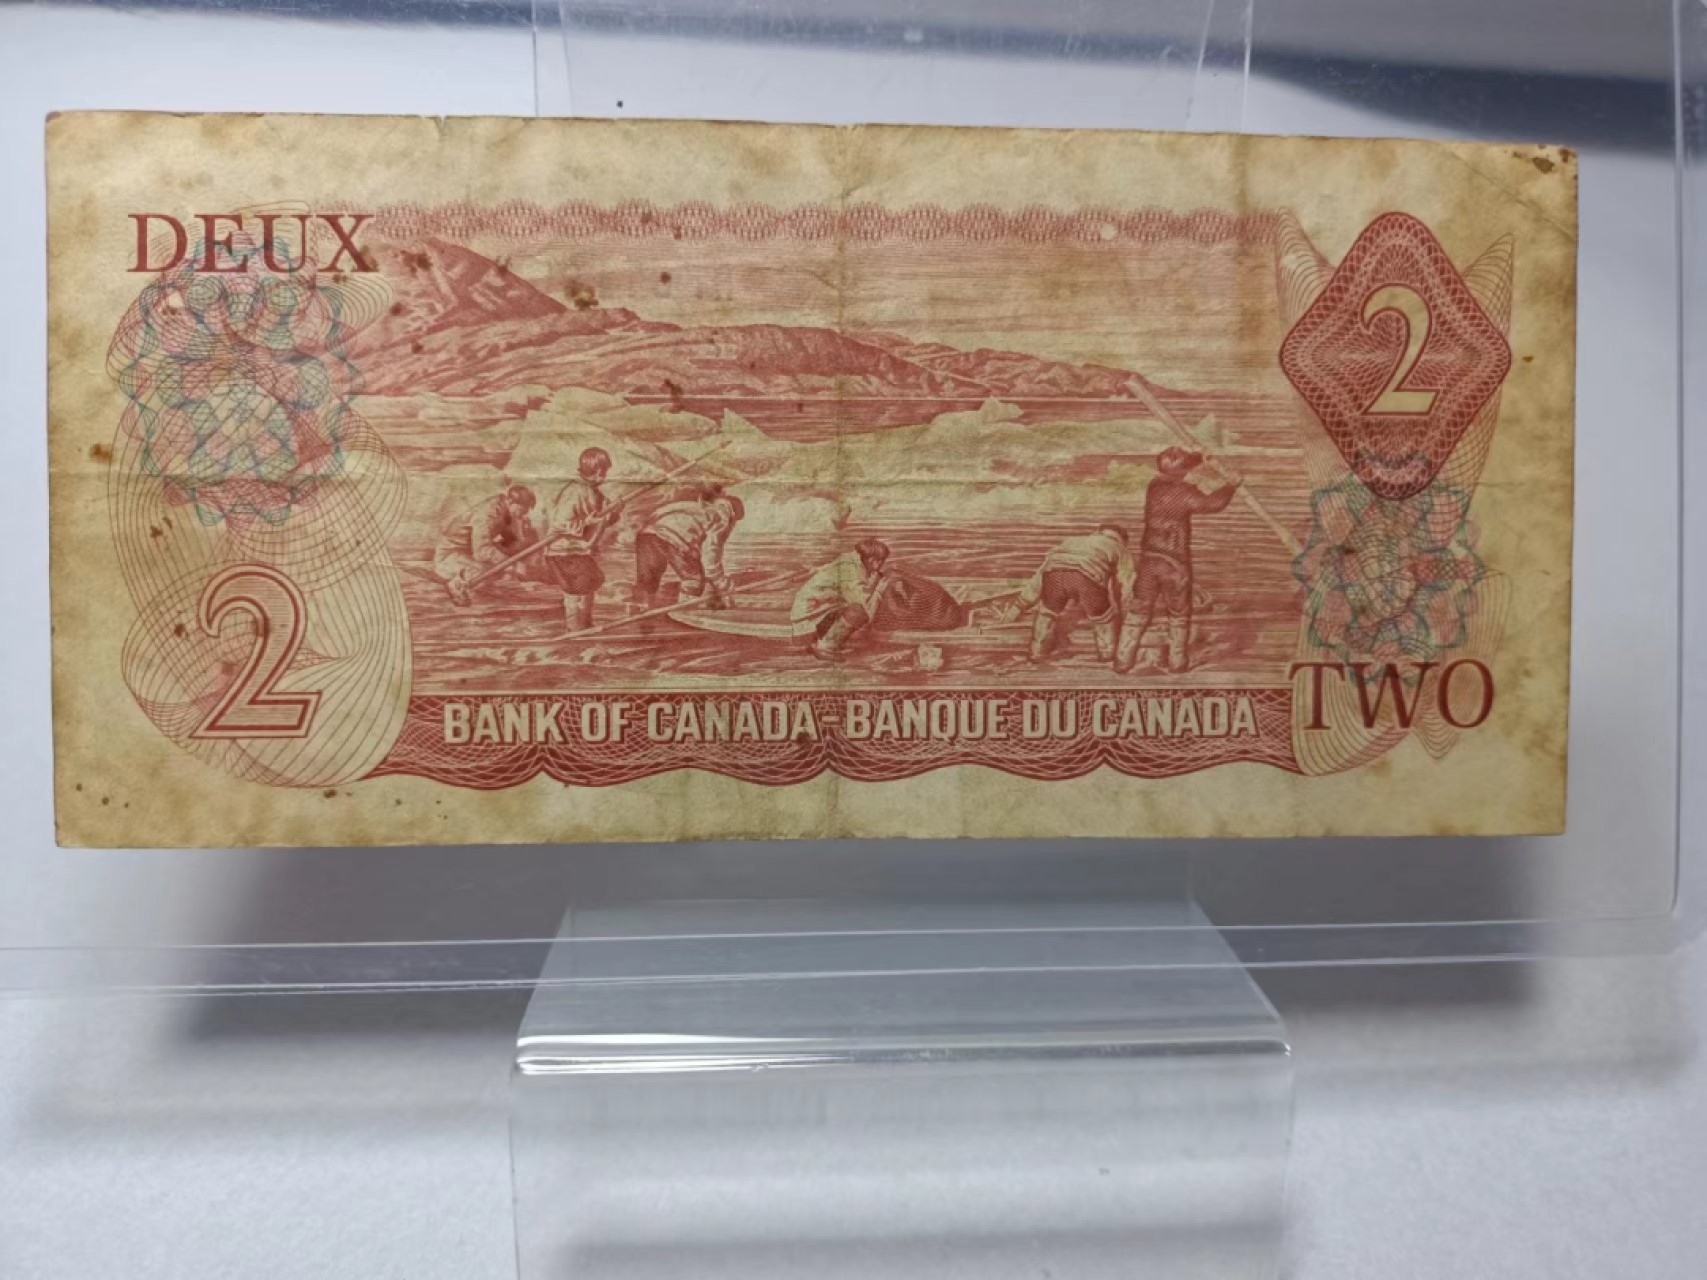 DEUX
2
2
BANK OF CANADA-BANQUE DU CANADA
TWO